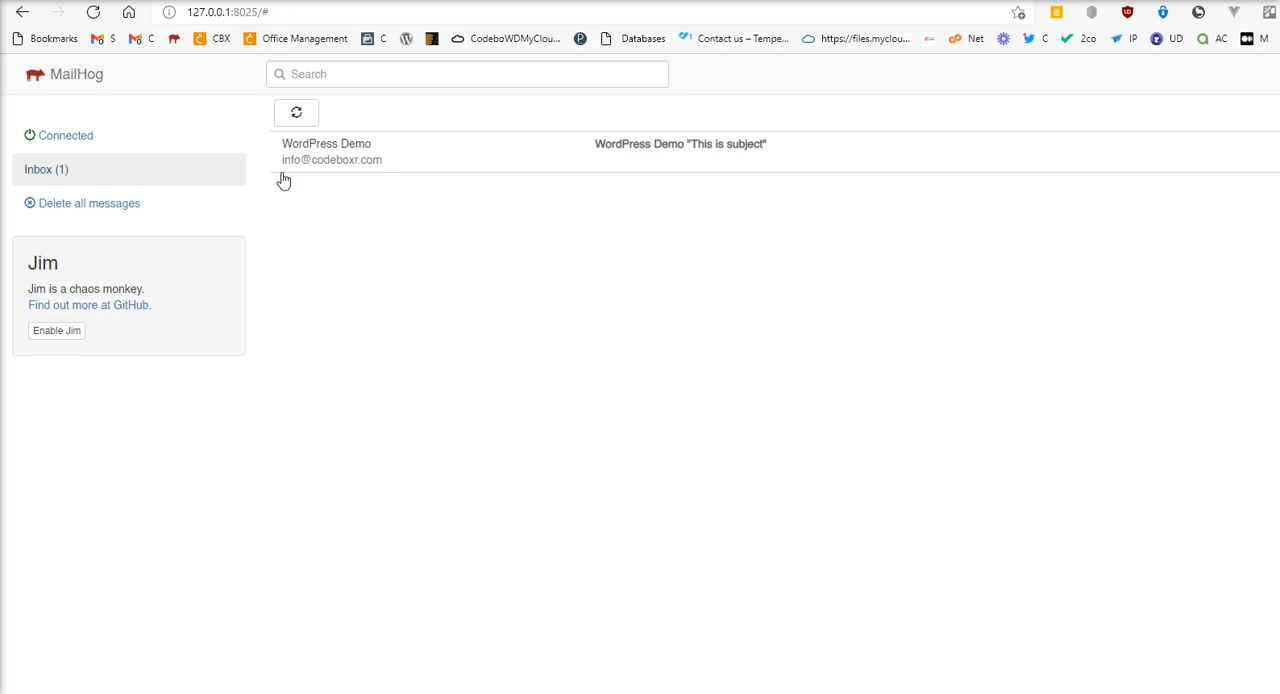 127.0.0.1:8025/#
Bookmarks S C CBX Office Management C CodeboWDMyClou... Databases Contact us – Tempe... https://files.myclou... Net C 2co IP UD AC M
MailHog
Search
Connected
Inbox (1)
Delete all messages
WordPress Demo WordPress Demo "This is subject"
info@codeboxr.com
Jim
Jim is a chaos monkey.
Find out more at GitHub.
Enable Jim